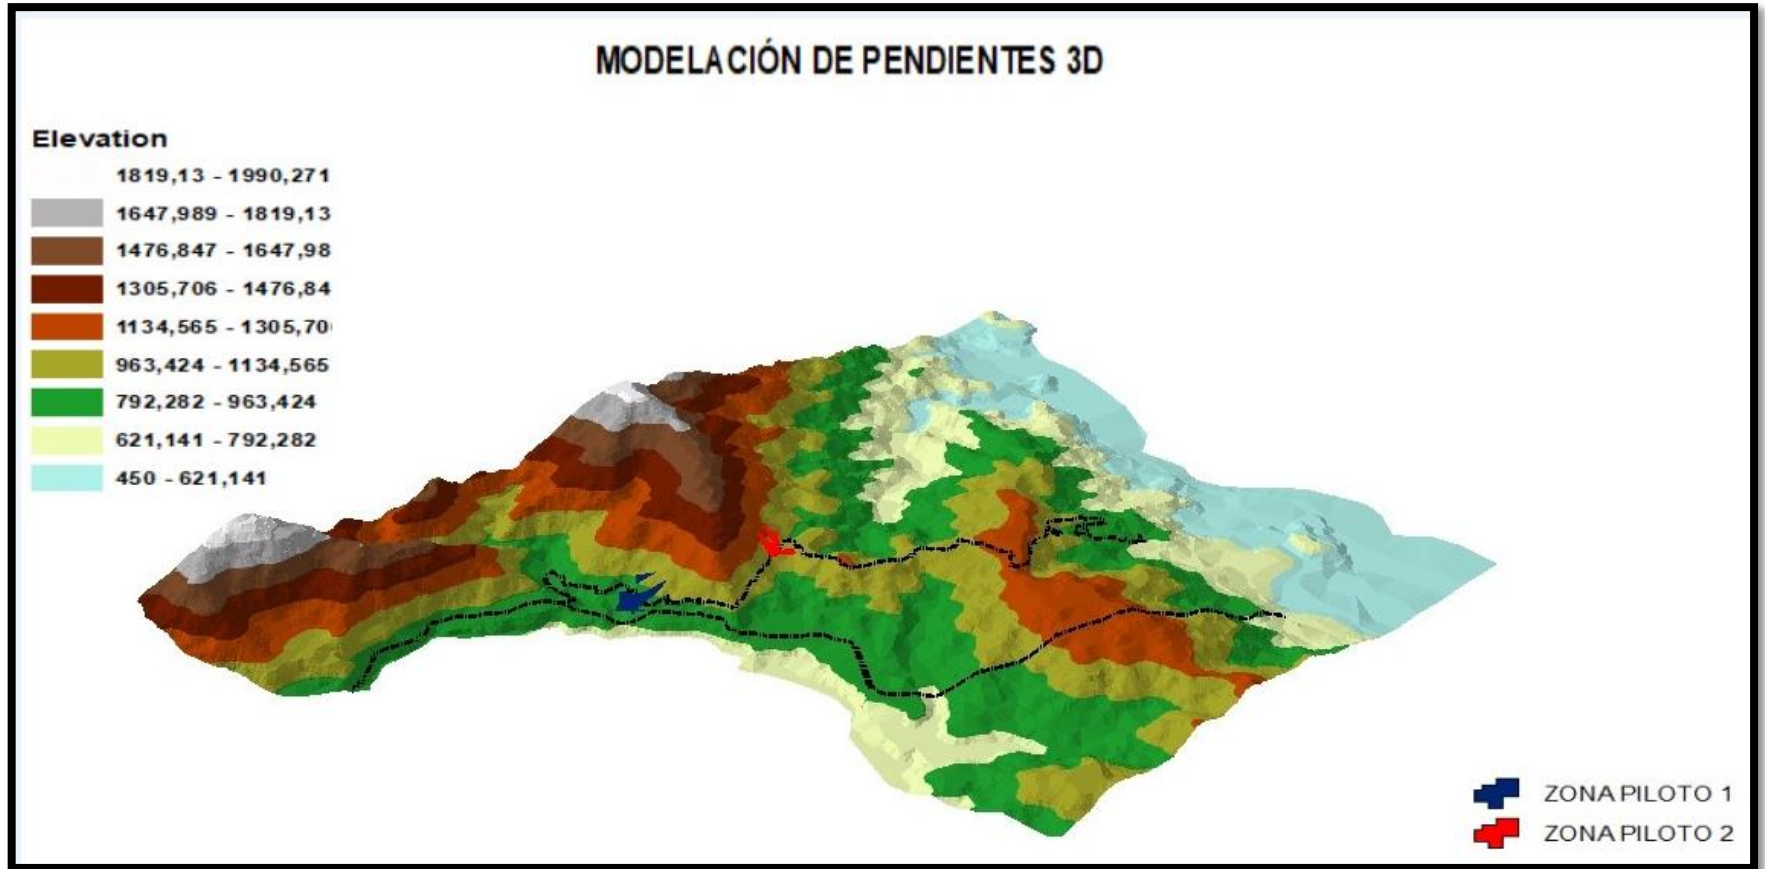 MODELACIÓN DE PENDIENTES 3D
Elevation
1819,13 - 1990,271
1647,989 - 1819,13
1476,847 - 1647,98
1305,706 - 1476,84
1134,565 - 1305,70
963,424 - 1134,565
792,282 - 963,424
621,141 - 792,282
450 - 621,141
ZONA PILOTO 1
ZONA PILOTO 2